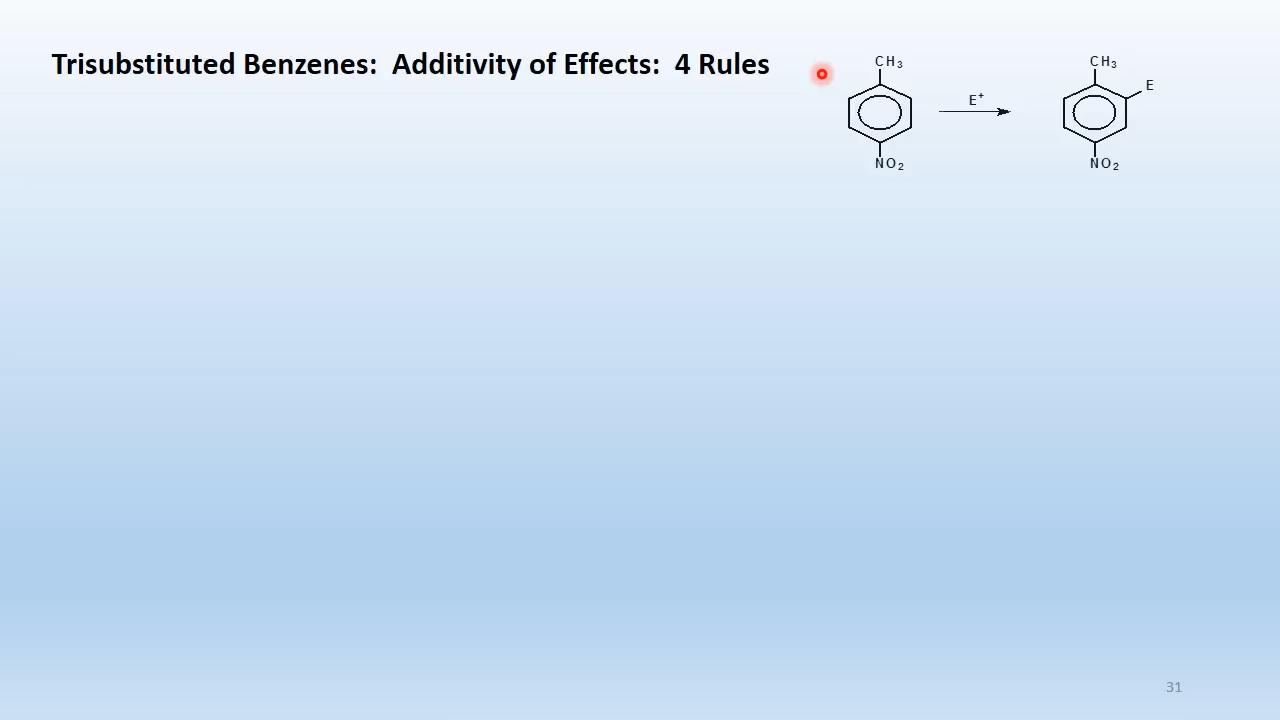 Trisubstituted Benzenes:  Additivity of Effects:  4 Rules
CH₃
E⁺
NO₂
CH₃
E
NO₂
31